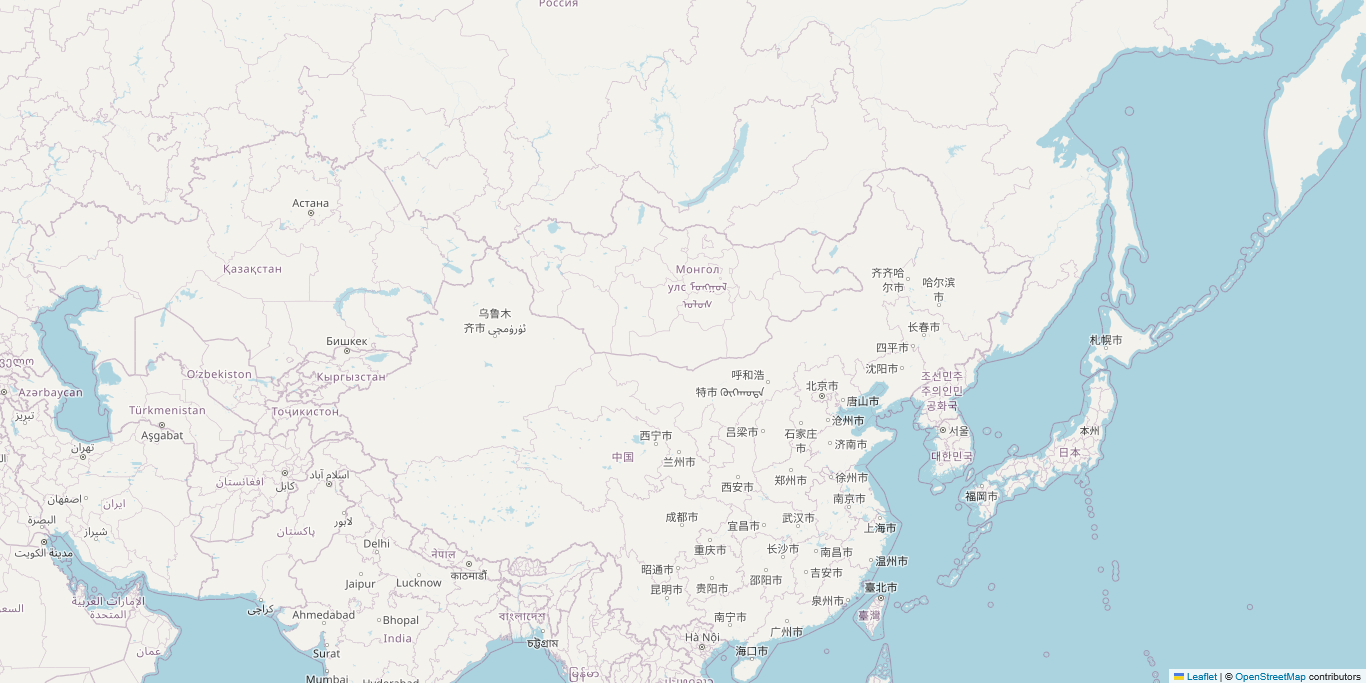 Россия
Астана
Қазақстан
Монгол
улс
齐齐哈
尔市
哈尔滨
市
乌鲁木
齐市 ئۈرۈمچی
长春市
Бишкек
札幌市
四平市
O'zbekiston
Кыргызстан
沈阳市
呼和浩
特市
조선민주
주의인민
공화국
北京市
唐山市
Azərbaycan
Türkmenistan
Тоҷикистон
沧州市
تبریز
Aşgabat
서울
本州
西宁市
吕梁市
石家庄
市
济南市
تهران
中国
兰州市
대한민국
日本
افغانستان
کابل
اسلام آباد
西安市
郑州市
徐州市
اصفهان
ایران
福岡市
南京市
البصرة
شیراز
لاہور
پاکستان
成都市
宜昌市
武汉市
上海市
مدينة الكويت
Delhi
नेपाल
काठमाडौँ
重庆市
长沙市
南昌市
温州市
Jaipur
Lucknow
昭通市
昆明市
贵阳市
邵阳市
吉安市
臺北市
الإمارات العربية
المتحدة
کراچی
Ahmedabad
Bhopal
বাংলাদেশ
南宁市
泉州市
臺灣
India
চট্টগ্রাম
Hà Nội
广州市
عمان
Surat
海口市
Mumbai
Hyderabad
Leaflet | © OpenStreetMap contributors